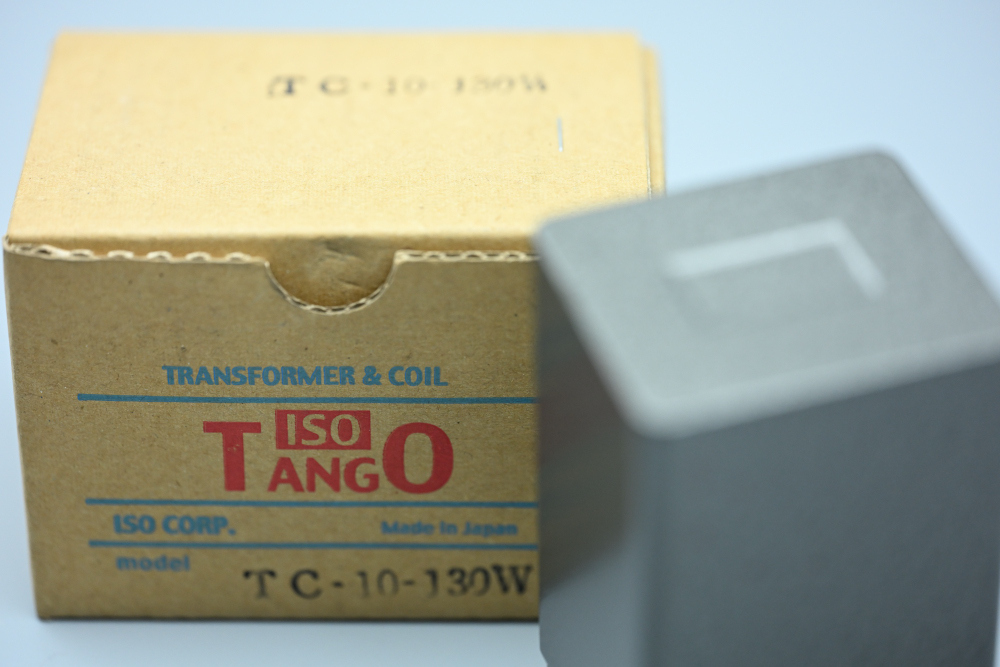 TC-10-130W
TRANSFORMER & COIL
ISO
TANGO
ISO CORP. Made in Japan
model TC-10-130W